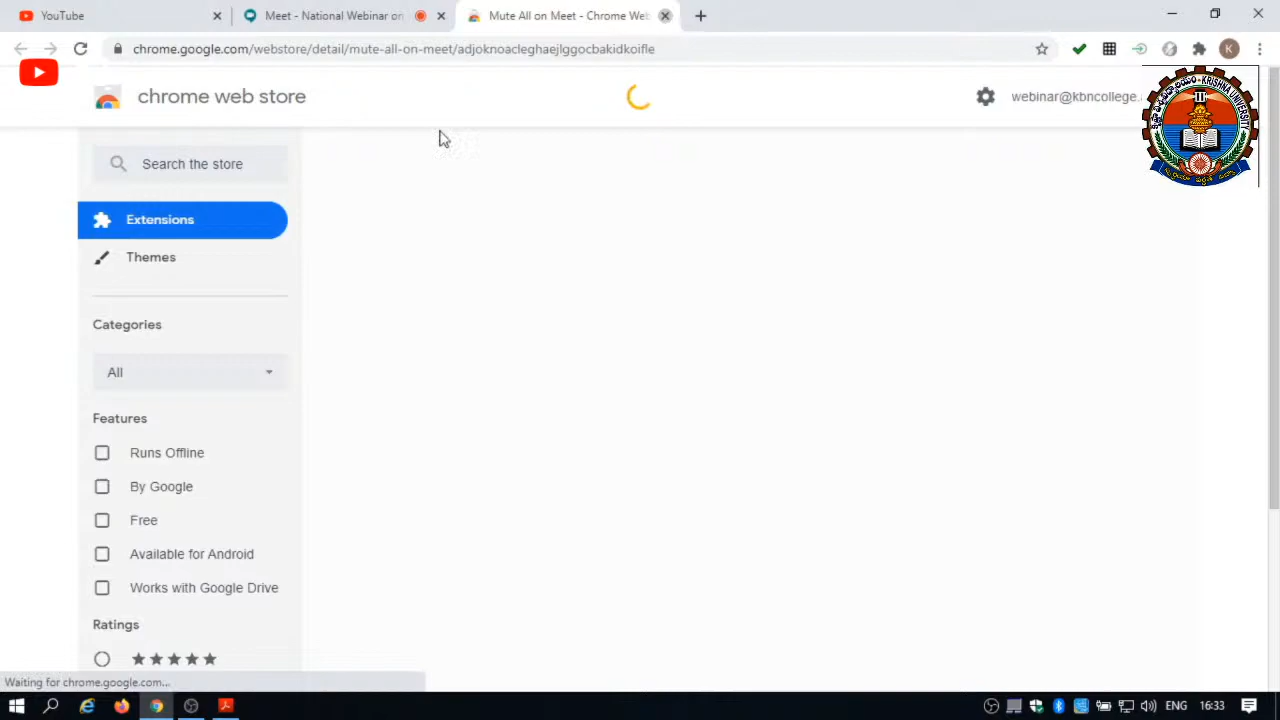 YouTube
Meet - National Webinar on
Mute All on Meet - Chrome Web
chrome.google.com/webstore/detail/mute-all-on-meet/adjoknoacleghaejlggocbakidkoifle
K
chrome web store
webinar@kbncollege.
Search the store
Extensions
Themes
Categories
All
Features
Runs Offline
By Google
Free
Available for Android
Works with Google Drive
Ratings
Waiting for chrome.google.com...
ENG
16:33